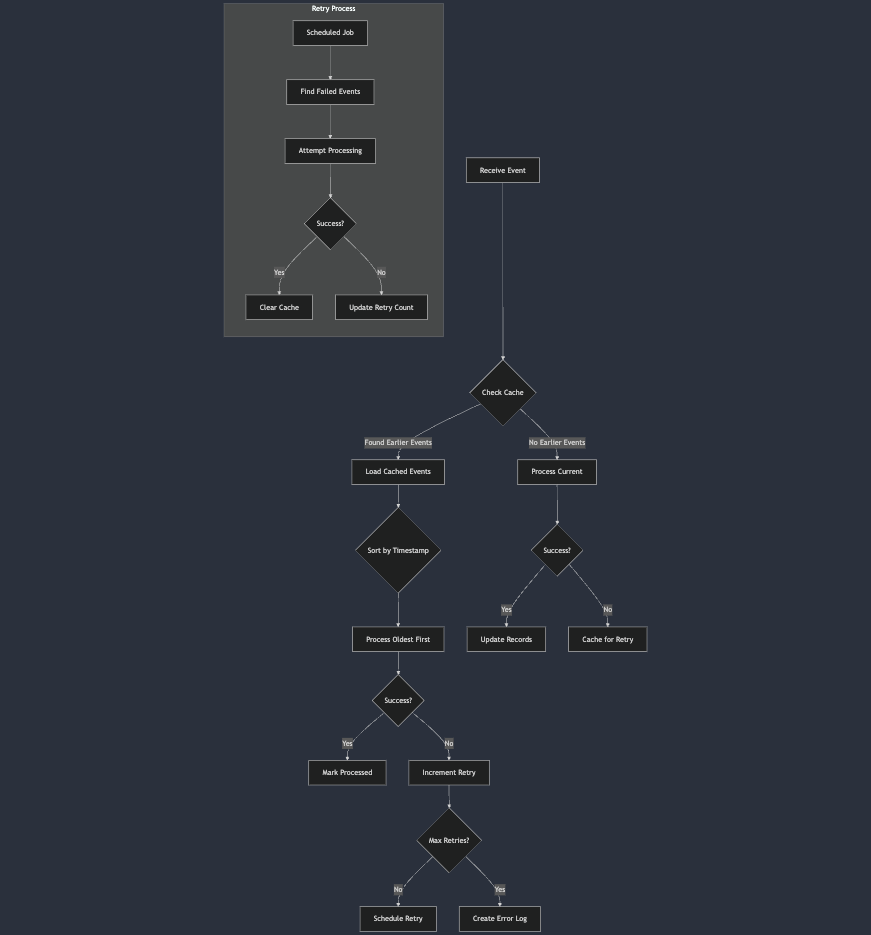 Retry Process
Scheduled Job
Find Failed Events
Attempt Processing
Success?
Yes
No
Clear Cache
Update Retry Count
Receive Event
Check Cache
Found Earlier Events
No Earlier Events
Load Cached Events
Process Current
Sort by Timestamp
Success?
Yes
No
Process Oldest First
Update Records
Cache for Retry
Success?
Yes
No
Mark Processed
Increment Retry
Max Retries?
No
Yes
Schedule Retry
Create Error Log